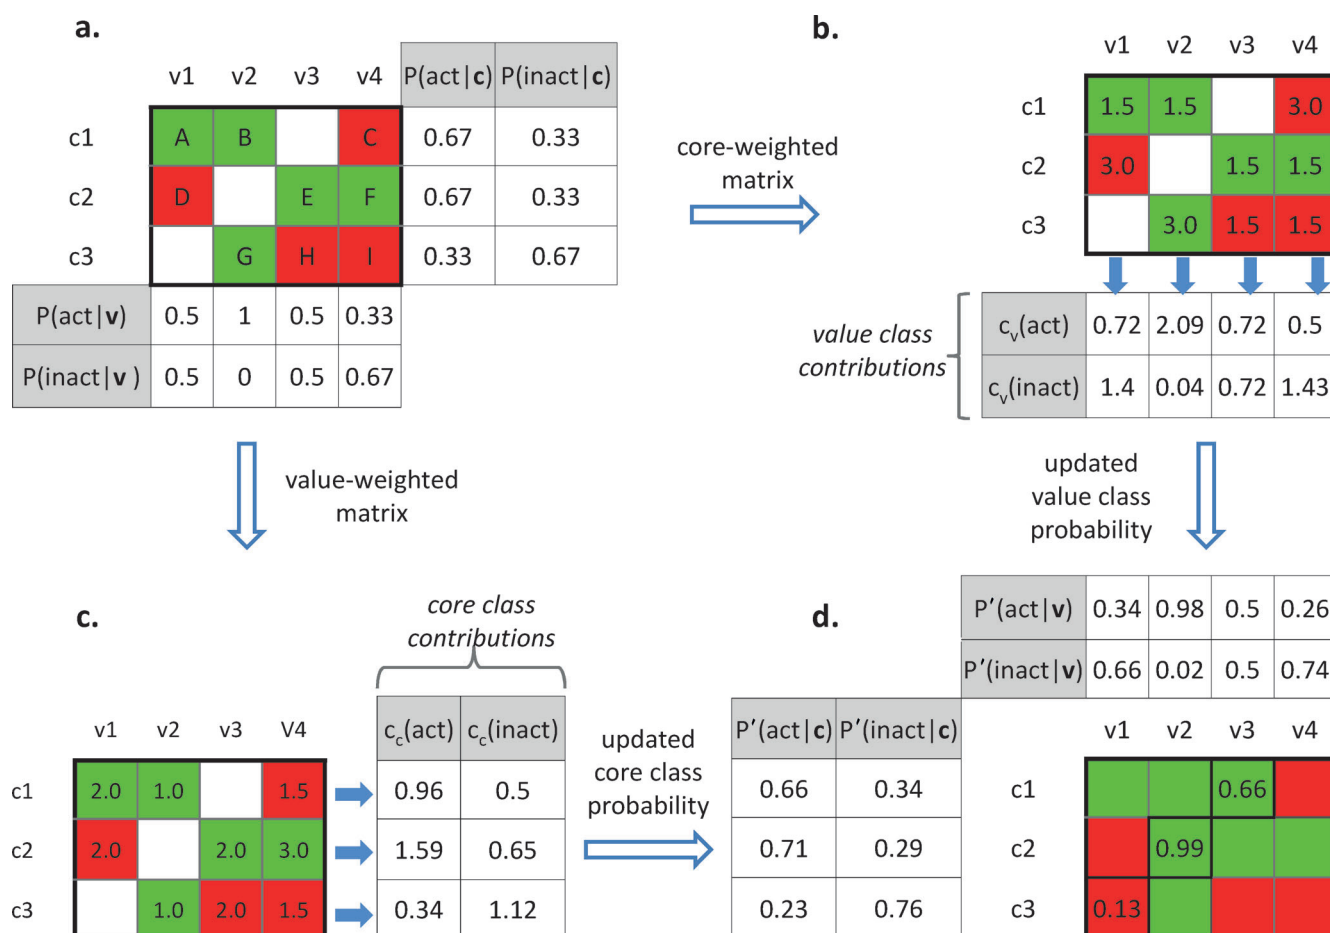 a.
v1 v2 v3 v4 P(act|c) P(inact|c)
c1 A B C 0.67 0.33
c2 D E F 0.67 0.33
c3 G H I 0.33 0.67
P(act|v) 0.5 1 0.5 0.33
P(inact|v ) 0.5 0 0.5 0.67
core-weighted
matrix
b.
v1 v2 v3 v4
c1 1.5 1.5 3.0
c2 3.0 1.5 1.5
c3 3.0 1.5 1.5
value class
contributions
cv(act) 0.72 2.09 0.72 0.5
cv(inact) 1.4 0.04 0.72 1.43
value-weighted
matrix
updated
value class
probability
c.
core class
contributions
v1 v2 v3 V4 cc(act) cc(inact)
c1 2.0 1.0 1.5 0.96 0.5
c2 2.0 2.0 3.0 1.59 0.65
c3 1.0 2.0 1.5 0.34 1.12
updated
core class
probability
d.
P′(act|v) 0.34 0.98 0.5 0.26
P′(inact|v) 0.66 0.02 0.5 0.74
P′(act|c) P′(inact|c) v1 v2 v3 v4
0.66 0.34 c1 0.66
0.71 0.29 c2 0.99
0.23 0.76 c3 0.13